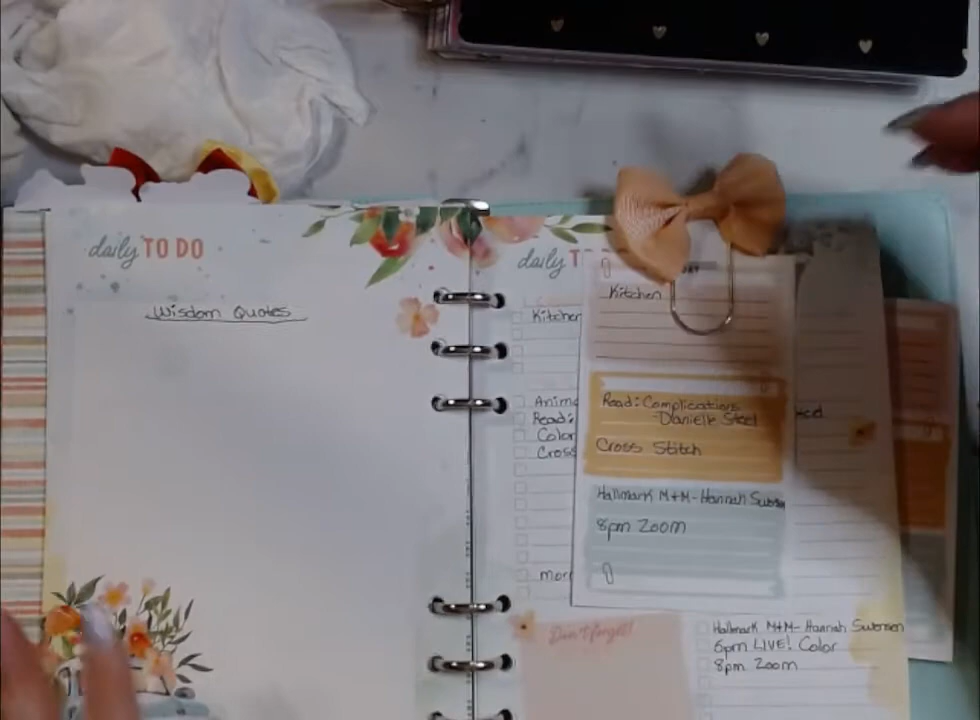 daily TO DO
Wisdom Quotes
daily T
Kitchen
Read:
Color
Cross
Kitchen
Read: Complications
-Danielle Steel
Cross Stitch
Hallmark M+M- Hannah Swensen
8pm Zoom
Don't forget!
Hallmark M+M- Hannah Swensen
6pm LIVE! Color
8pm Zoom